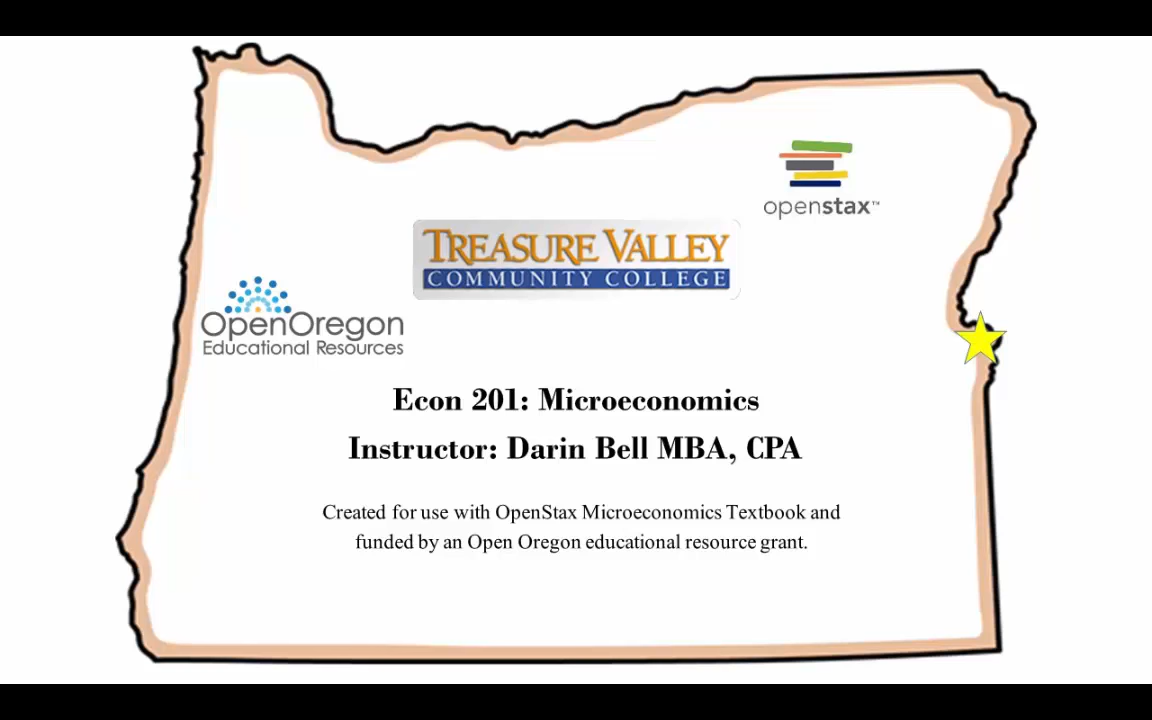 openstax™
TREASURE VALLEY
COMMUNITY COLLEGE
OpenOregon
Educational Resources
Econ 201: Microeconomics
Instructor: Darin Bell MBA, CPA
Created for use with OpenStax Microeconomics Textbook and
funded by an Open Oregon educational resource grant.